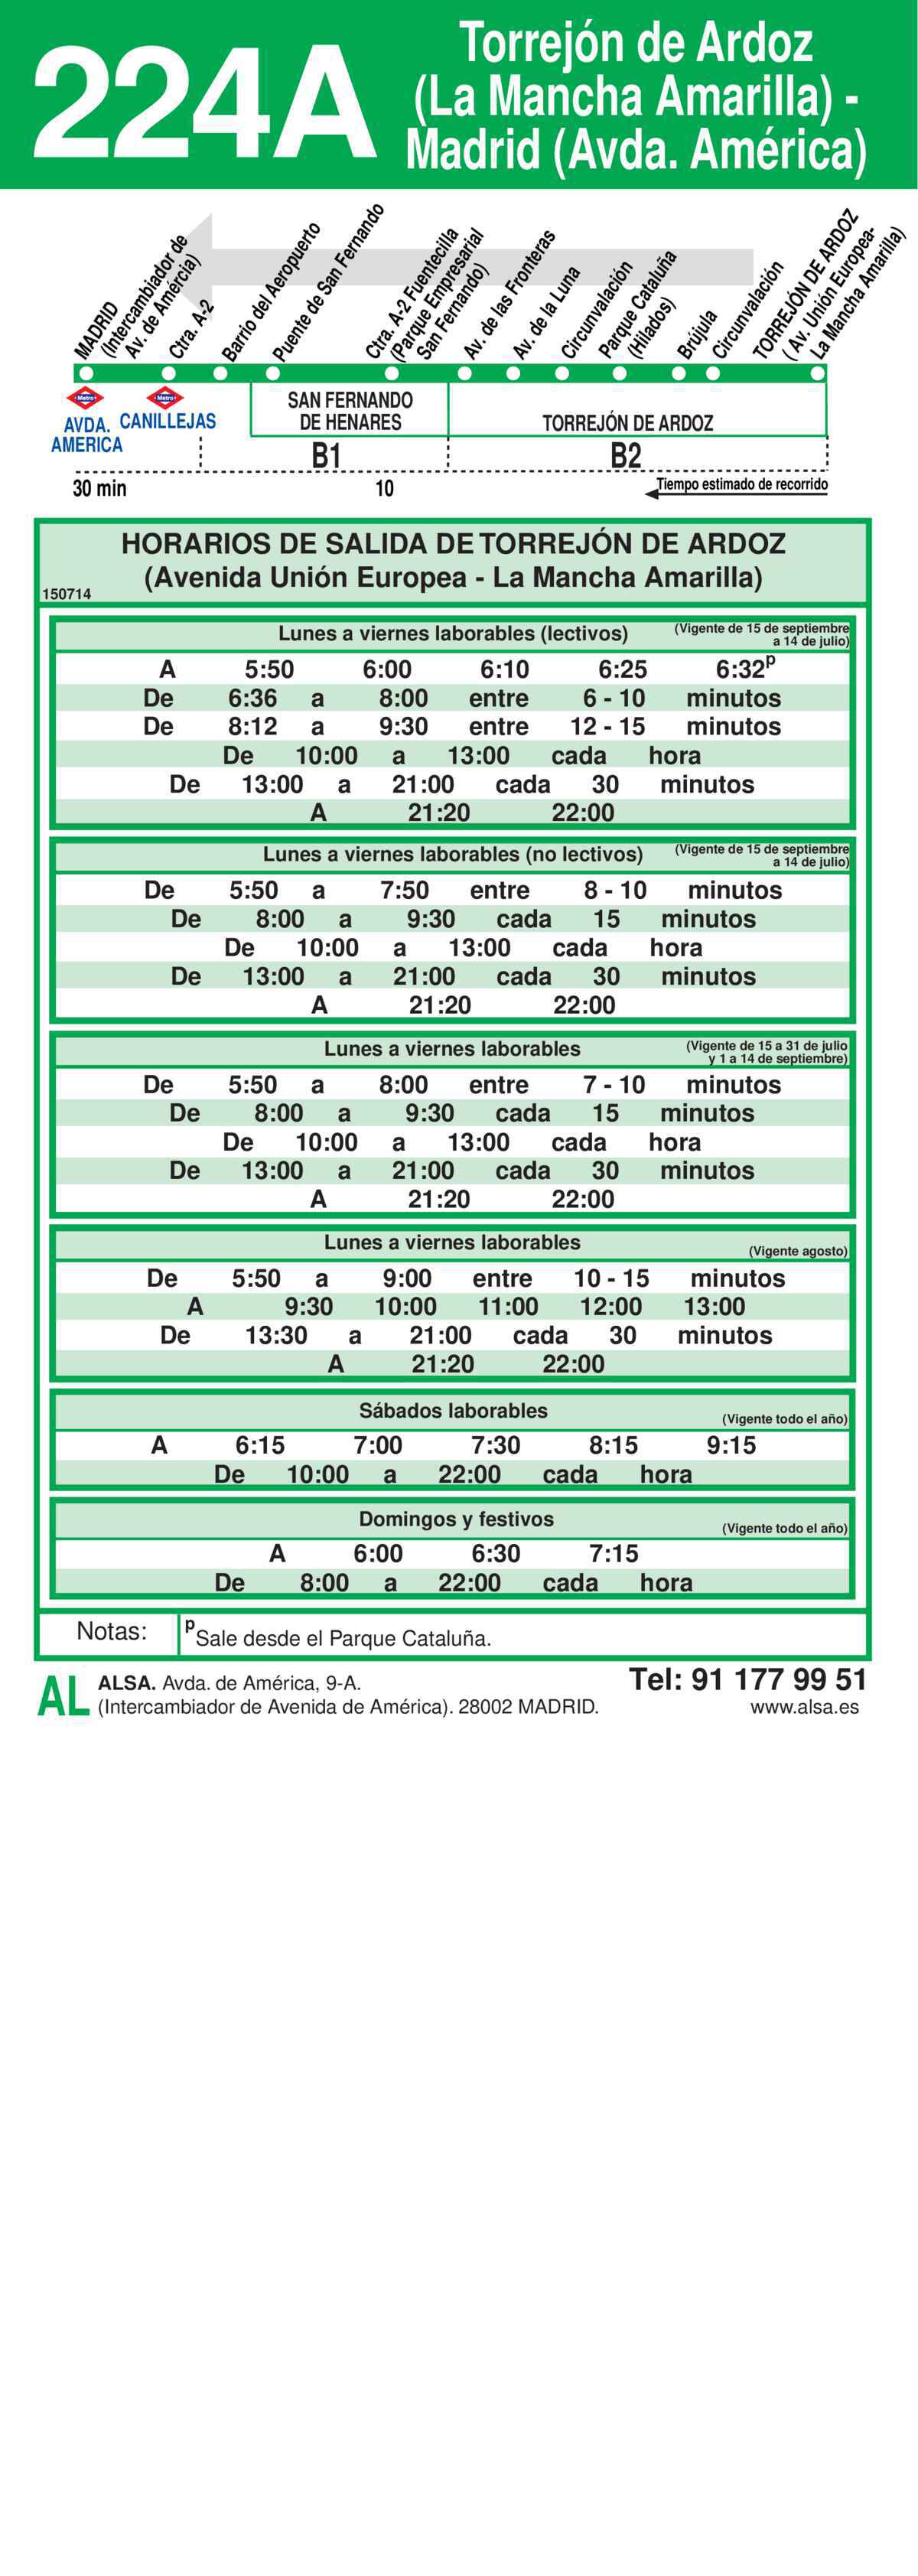 224A
Torrejón de Ardoz
(La Mancha Amarilla) -
Madrid (Avda. América)
MADRID
(Intercambiador de
Av. de Amércia)
Ctra. A-2
Barrio del Aeropuerto
Puente de San Fernando
Ctra. A-2 Fuentecilla
(Parque Empresarial
San Fernando)
Av. de las Fronteras
Av. de la Luna
Circunvalación
Parque Cataluña
(Hilados)
Brújula
Circunvalación
TORREJÓN DE ARDOZ
( Av. Unión Europea-
La Mancha Amarilla)
Metro
Metro
AVDA.
AMERICA
CANILLEJAS
SAN FERNANDO
DE HENARES
TORREJÓN DE ARDOZ
B1
B2
30 min
10
Tiempo estimado de recorrido
HORARIOS DE SALIDA DE TORREJÓN DE ARDOZ
(Avenida Unión Europea - La Mancha Amarilla)
150714
Lunes a viernes laborables (lectivos)
(Vigente de 15 de septiembre
a 14 de julio)
A 5:50 6:00 6:10 6:25 6:32p
De 6:36 a 8:00 entre 6 - 10 minutos
De 8:12 a 9:30 entre 12 - 15 minutos
De 10:00 a 13:00 cada hora
De 13:00 a 21:00 cada 30 minutos
A 21:20 22:00
Lunes a viernes laborables (no lectivos)
(Vigente de 15 de septiembre
a 14 de julio)
De 5:50 a 7:50 entre 8 - 10 minutos
De 8:00 a 9:30 cada 15 minutos
De 10:00 a 13:00 cada hora
De 13:00 a 21:00 cada 30 minutos
A 21:20 22:00
Lunes a viernes laborables
(Vigente de 15 a 31 de julio
y 1 a 14 de septiembre)
De 5:50 a 8:00 entre 7 - 10 minutos
De 8:00 a 9:30 cada 15 minutos
De 10:00 a 13:00 cada hora
De 13:00 a 21:00 cada 30 minutos
A 21:20 22:00
Lunes a viernes laborables
(Vigente agosto)
De 5:50 a 9:00 entre 10 - 15 minutos
A 9:30 10:00 11:00 12:00 13:00
De 13:30 a 21:00 cada 30 minutos
A 21:20 22:00
Sábados laborables
(Vigente todo el año)
A 6:15 7:00 7:30 8:15 9:15
De 10:00 a 22:00 cada hora
Domingos y festivos
(Vigente todo el año)
A 6:00 6:30 7:15
De 8:00 a 22:00 cada hora
Notas:
p Sale desde el Parque Cataluña.
AL
ALSA. Avda. de América, 9-A.
(Intercambiador de Avenida de América). 28002 MADRID.
Tel: 91 177 99 51
www.alsa.es